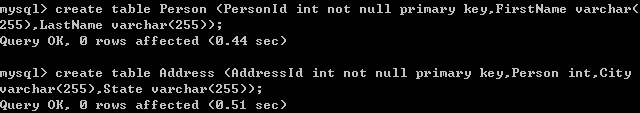 mysql> create table Person (PersonId int not null primary key,FirstName varchar(
255),LastName varchar(255));
Query OK, 0 rows affected (0.44 sec)
mysql> create table Address (AddressId int not null primary key,Person int,City
varchar(255),State varchar(255));
Query OK, 0 rows affected (0.51 sec)